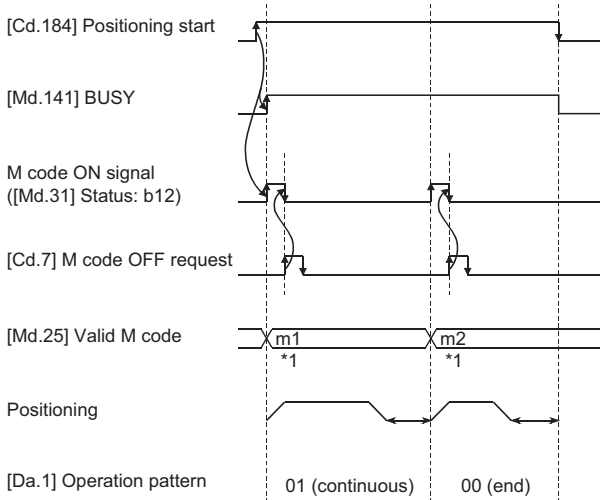 [Cd.184] Positioning start
[Md.141] BUSY
M code ON signal
([Md.31] Status: b12)
[Cd.7] M code OFF request
[Md.25] Valid M code
m1
m2
*1
*1
Positioning
[Da.1] Operation pattern
01 (continuous)
00 (end)